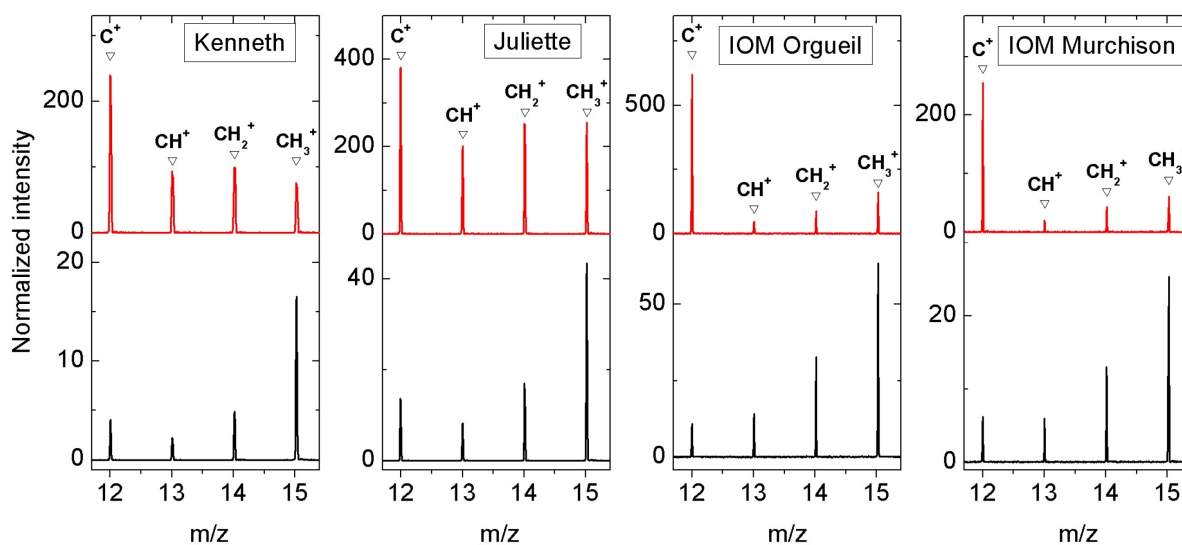 Normalized intensity
Kenneth
C⁺
CH⁺
CH₂⁺
CH₃⁺
200
0
20
10
0
12 13 14 15
m/z
Juliette
C⁺
CH⁺
CH₂⁺
CH₃⁺
400
200
0
40
0
12 13 14 15
m/z
IOM Orgueil
C⁺
CH⁺
CH₂⁺
CH₃⁺
500
0
50
0
12 13 14 15
m/z
IOM Murchison
C⁺
CH⁺
CH₂⁺
CH₃
200
0
20
0
12 13 14 15
m/z